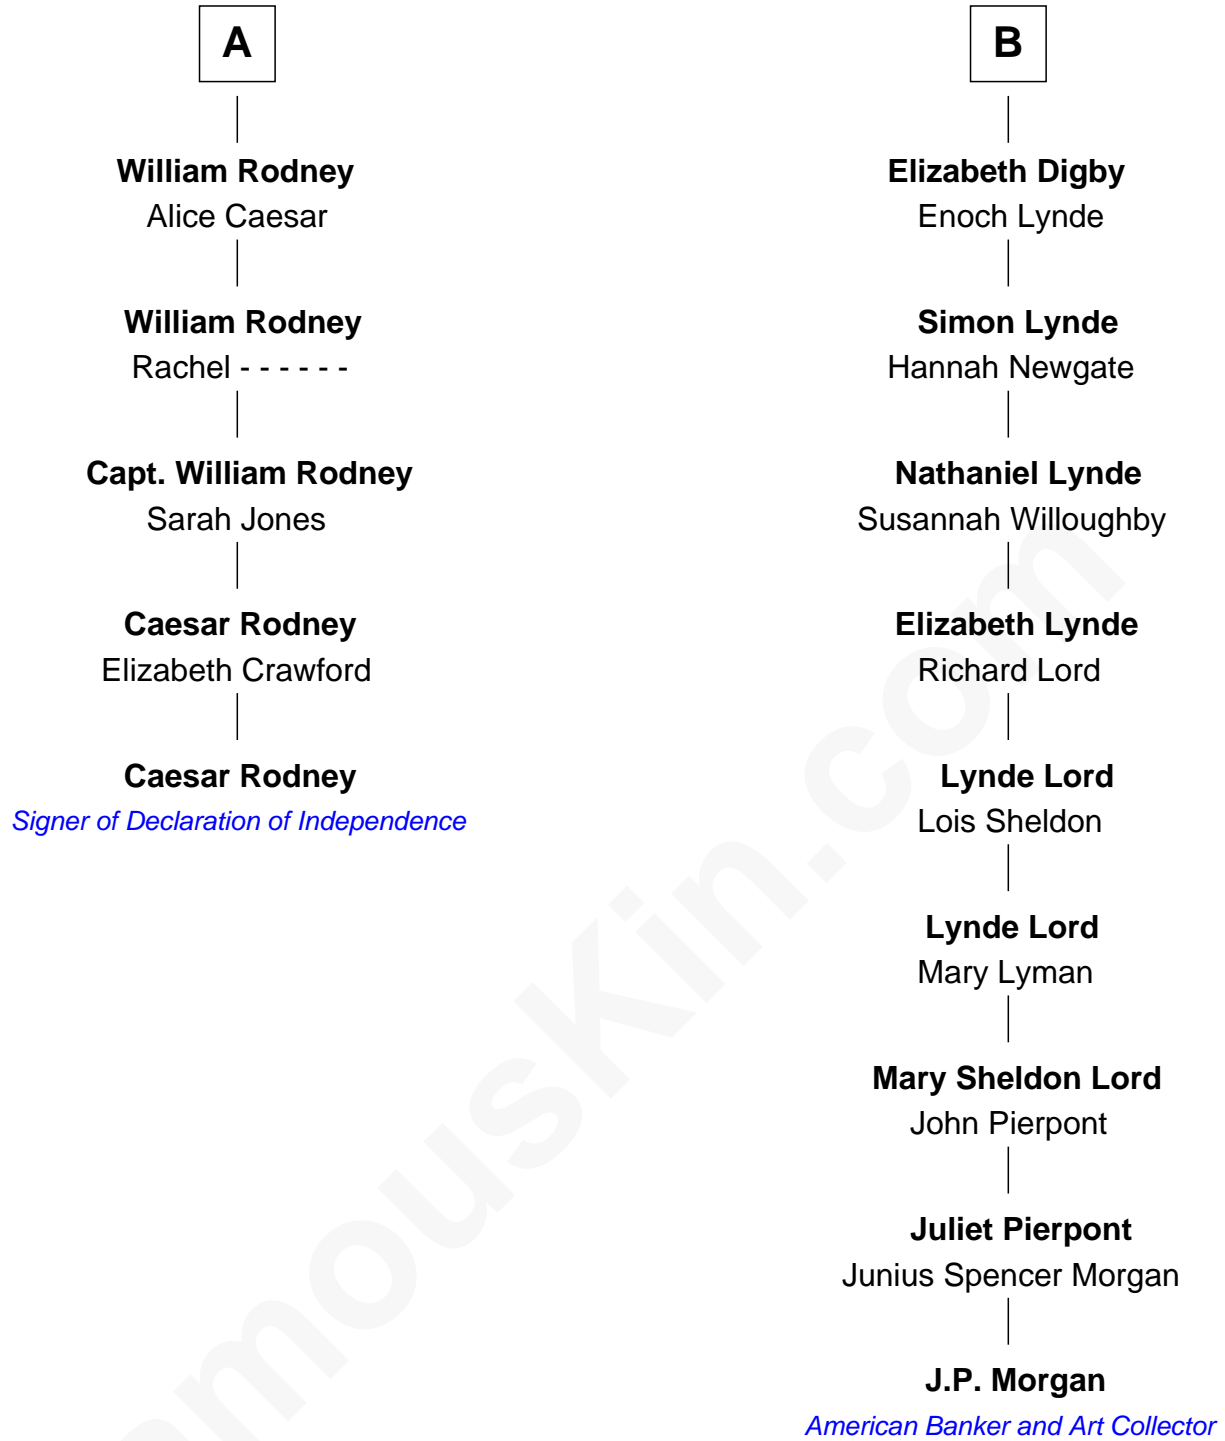 A
William Rodney
Alice Caesar
William Rodney
Rachel - - - - - -
Capt. William Rodney
Sarah Jones
Caesar Rodney
Elizabeth Crawford
Caesar Rodney
Signer of Declaration of Independence
B
Elizabeth Digby
Enoch Lynde
Simon Lynde
Hannah Newgate
Nathaniel Lynde
Susannah Willoughby
Elizabeth Lynde
Richard Lord
Lynde Lord
Lois Sheldon
Lynde Lord
Mary Lyman
Mary Sheldon Lord
John Pierpont
Juliet Pierpont
Junius Spencer Morgan
J.P. Morgan
American Banker and Art Collector
amouskin.com